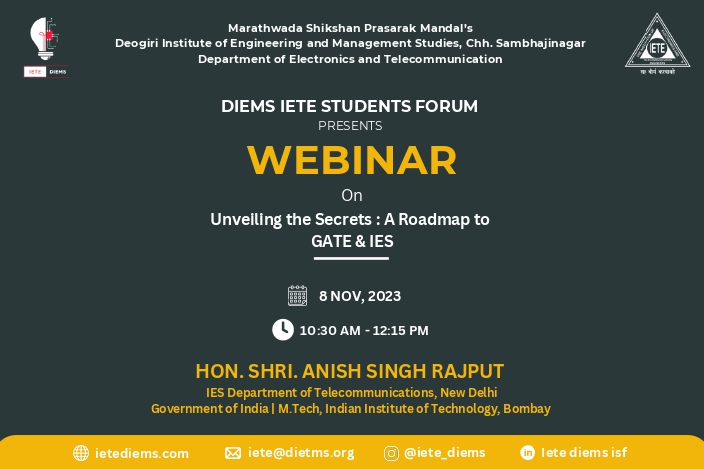 Marathwada Shikshan Prasarak Mandal's
Deogiri Institute of Engineering and Management Studies, Chh. Sambhajinagar
Department of Electronics and Telecommunication
IETE DIEMS
IETE
DIEMS IETE STUDENTS FORUM
PRESENTS
WEBINAR
On
Unveiling the Secrets : A Roadmap to
GATE & IES
8 NOV, 2023
10:30 AM - 12:15 PM
HON. SHRI. ANISH SINGH RAJPUT
IES Department of Telecommunications, New Delhi
Government of India | M.Tech, Indian Institute of Technology, Bombay
ietediems.com iete@dietms.org @iete_diems in Iete diems isf